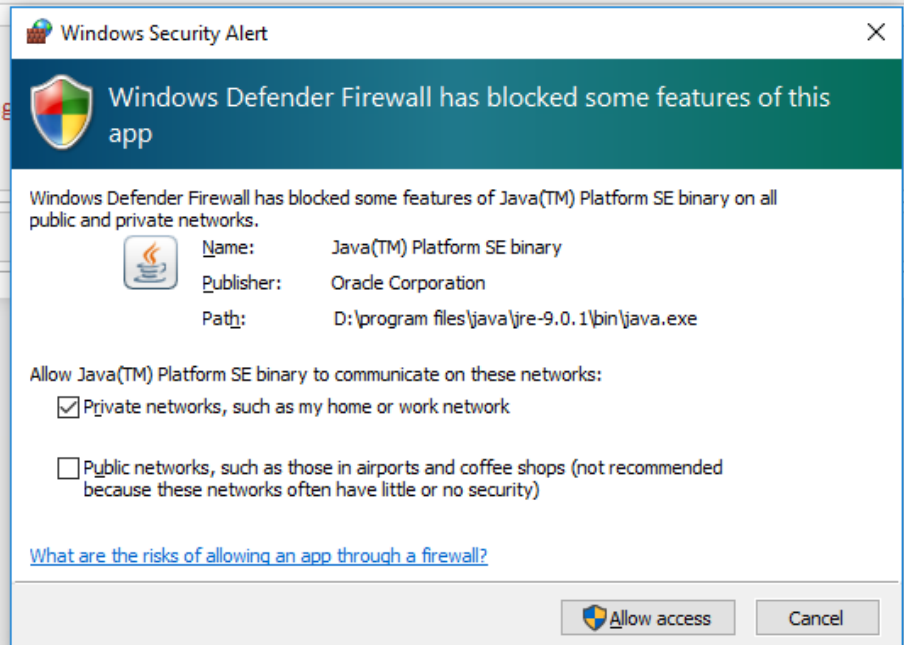 Windows Security Alert
Windows Defender Firewall has blocked some features of this
app
Windows Defender Firewall has blocked some features of Java(TM) Platform SE binary on all
public and private networks.
Name: Java(TM) Platform SE binary
Publisher: Oracle Corporation
Path: D:\program files\java\jre-9.0.1\bin\java.exe
Allow Java(TM) Platform SE binary to communicate on these networks:
Private networks, such as my home or work network
Public networks, such as those in airports and coffee shops (not recommended
because these networks often have little or no security)
What are the risks of allowing an app through a firewall?
Allow access Cancel